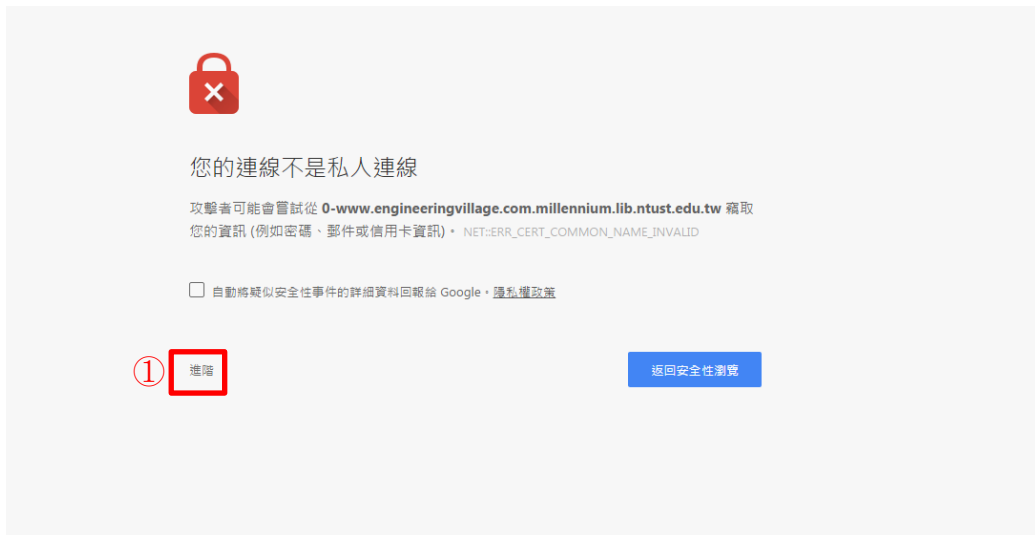 您的連線不是私人連線
攻擊者可能會嘗試從 0-www.engineeringvillage.com.millennium.lib.ntust.edu.tw 竊取
您的資訊 (例如密碼、郵件或信用卡資訊)。 NET::ERR_CERT_COMMON_NAME_INVALID
自動將疑似安全性事件的詳細資料回報給 Google。隱私權政策
① 進階 返回安全性瀏覽